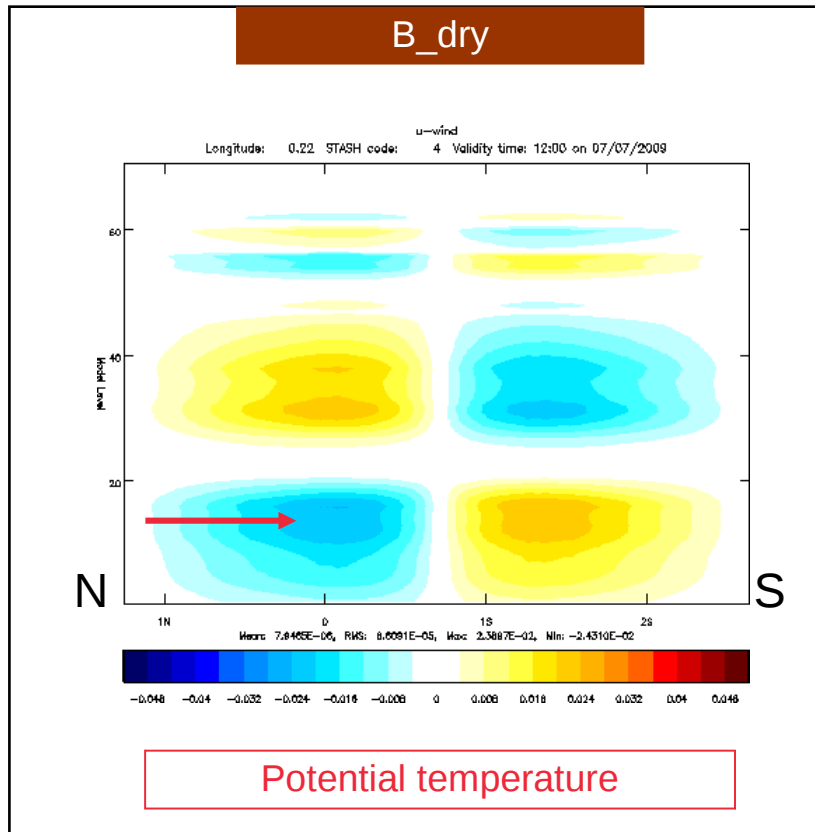 B_dry
u-wind
Longitude: 0.22 STASH code: 4 Validity time: 12:00 on 07/07/2009
60
40
Model Level
20
N
S
1N 0 1S 2S
-0.048 -0.04 -0.032 -0.024 -0.016 -0.008 0 0.008 0.016 0.024 0.032 0.04 0.048
Potential temperature